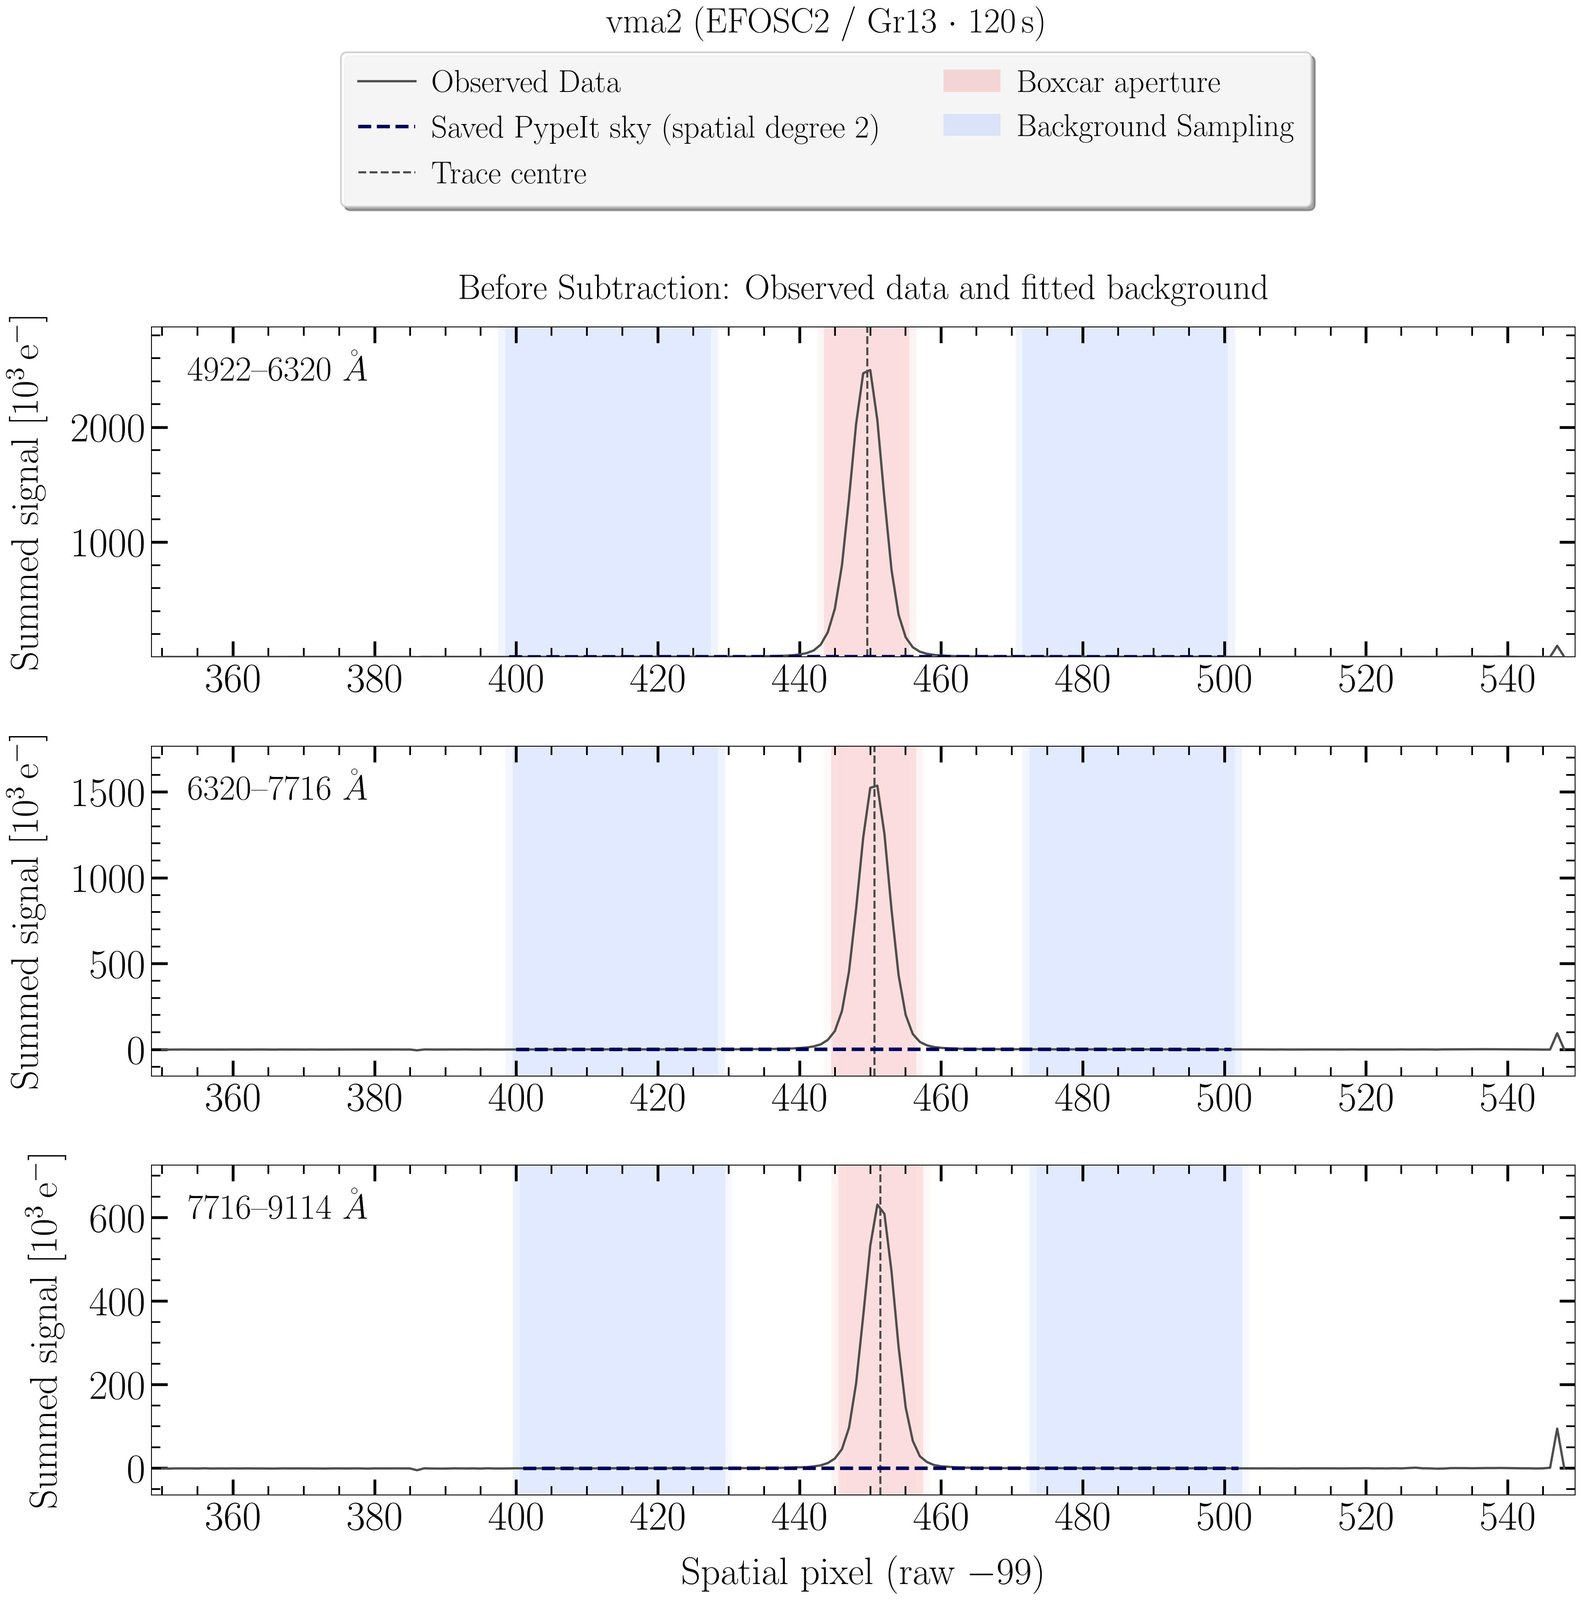 vma2 (EFOSC2 / Gr13 · 120 s)
Observed Data
Saved PypeIt sky (spatial degree 2)
Trace centre
Boxcar aperture
Background Sampling
Before Subtraction: Observed data and fitted background
Summed signal [10³ e⁻]
4922–6320 Å
2000
1000
360 380 400 420 440 460 480 500 520 540
Summed signal [10³ e⁻]
6320–7716 Å
1500
1000
500
0
360 380 400 420 440 460 480 500 520 540
Summed signal [10³ e⁻]
7716–9114 Å
600
400
200
0
360 380 400 420 440 460 480 500 520 540
Spatial pixel (raw −99)